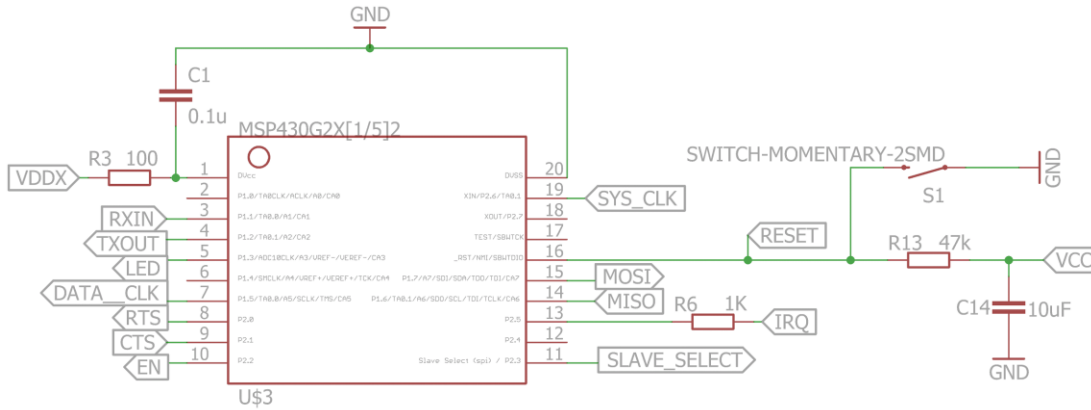 GND
C1
0.1u
MSP430G2X[1/5]2
R3 100
VDDX
1 DVcc
DVSS 20
2 P1.0/TA0CLK/ACLK/A0/CA0
XIN/P2.6/TA0.1 19
SYS_CLK
RXIN
3 P1.1/TA0.0/A1/CA1
XOUT/P2.7 18
TXOUT
4 P1.2/TA0.1/A2/CA2
TEST/SBWTCK 17
LED
5 P1.3/ADC10CLK/A3/VREF-/VEREF-/CA3
_RST/NMI/SBWTDIO 16
6 P1.4/SMCLK/A4/VREF+/VEREF+/TCK/CA4
P1.7/A7/SDI/SDA/TDO/TDI/CA7 15
MOSI
DATA__CLK
7 P1.5/TA0.0/A5/SCLK/TMS/CA5
P1.6/TA0.1/A6/SDO/SCL/TDI/TCLK/CA6 14
MISO
RTS
8 P2.0
P2.5 13
R6 1K
IRQ
CTS
9 P2.1
P2.4 12
EN
10 P2.2
Slave Select (spi) / P2.3 11
SLAVE_SELECT
U$3
SWITCH-MOMENTARY-2SMD
S1
GND
RESET
R13 47k
VCC
C14 10uF
GND